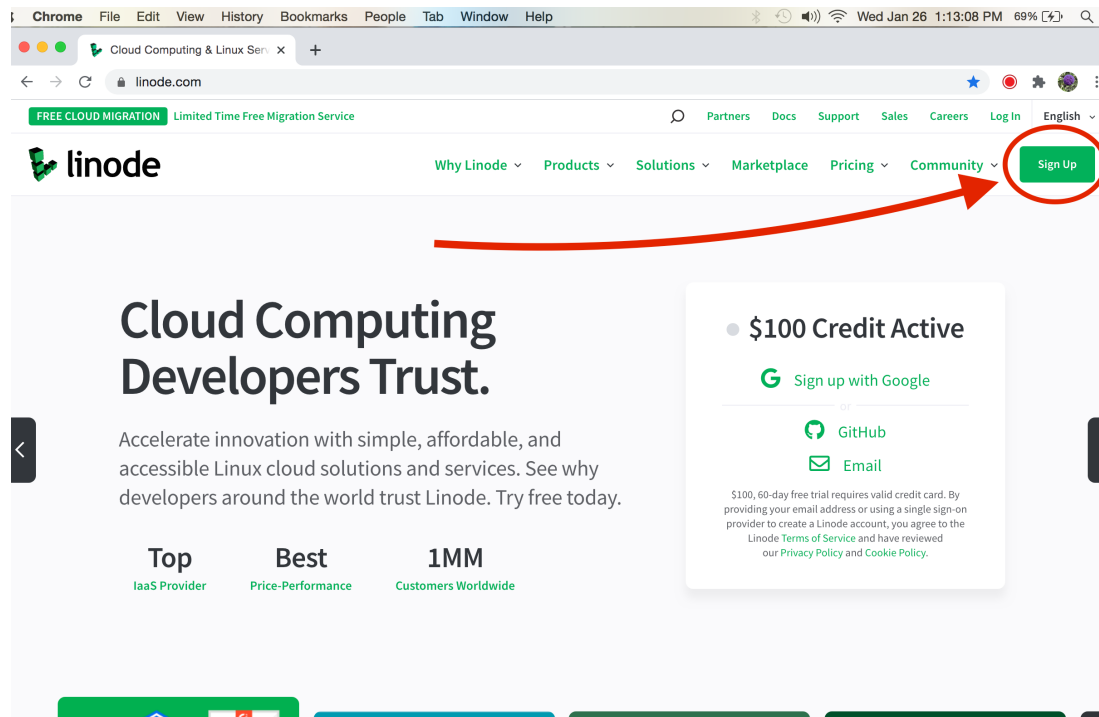 Chrome File Edit View History Bookmarks People Tab Window Help Wed Jan 26 1:13:08 PM 69%
Cloud Computing & Linux Serv
linode.com
FREE CLOUD MIGRATION Limited Time Free Migration Service Partners Docs Support Sales Careers Log In English
linode Why Linode Products Solutions Marketplace Pricing Community Sign Up
Cloud Computing
Developers Trust.
Accelerate innovation with simple, affordable, and
accessible Linux cloud solutions and services. See why
developers around the world trust Linode. Try free today.
Top Best 1MM
IaaS Provider Price-Performance Customers Worldwide
$100 Credit Active
G Sign up with Google
or
GitHub
Email
$100, 60-day free trial requires valid credit card. By
providing your email address or using a single sign-on
provider to create a Linode account, you agree to the
Linode Terms of Service and have reviewed
our Privacy Policy and Cookie Policy.